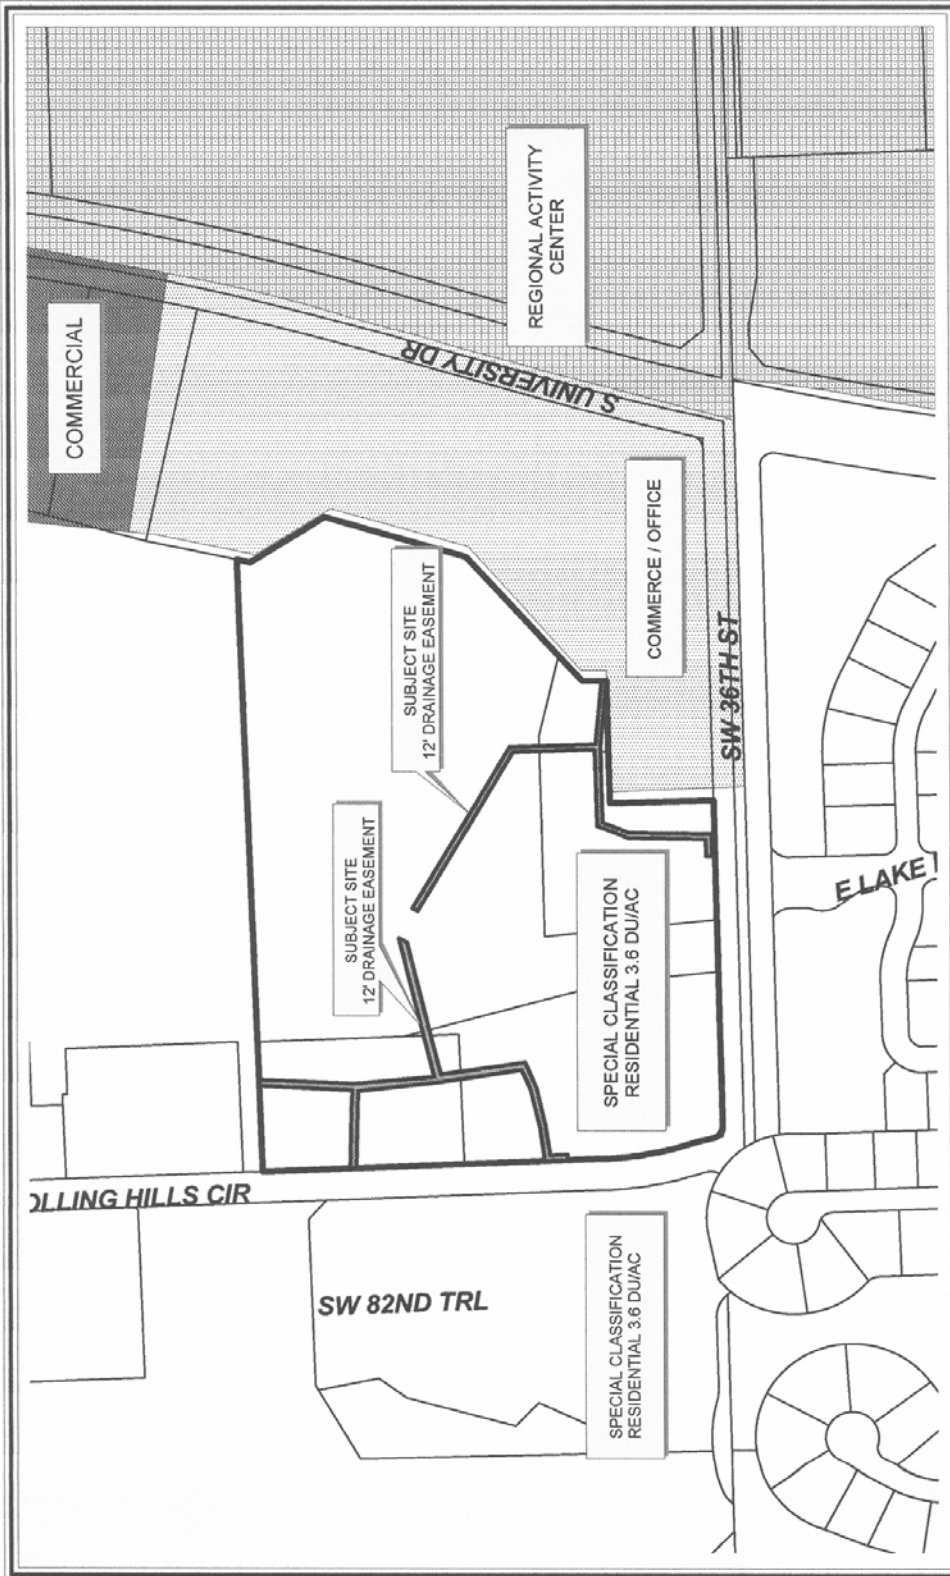 COMMERCIAL
REGIONAL ACTIVITY
CENTER
S UNIVERSITY DR
SUBJECT SITE
12' DRAINAGE EASEMENT
COMMERCE / OFFICE
SW 36TH ST
SUBJECT SITE
12' DRAINAGE EASEMENT
SPECIAL CLASSIFICATION
RESIDENTIAL 3.6 DU/AC
E LAKE
OLLING HILLS CIR
SW 82ND TRL
SPECIAL CLASSIFICATION
RESIDENTIAL 3.6 DU/AC